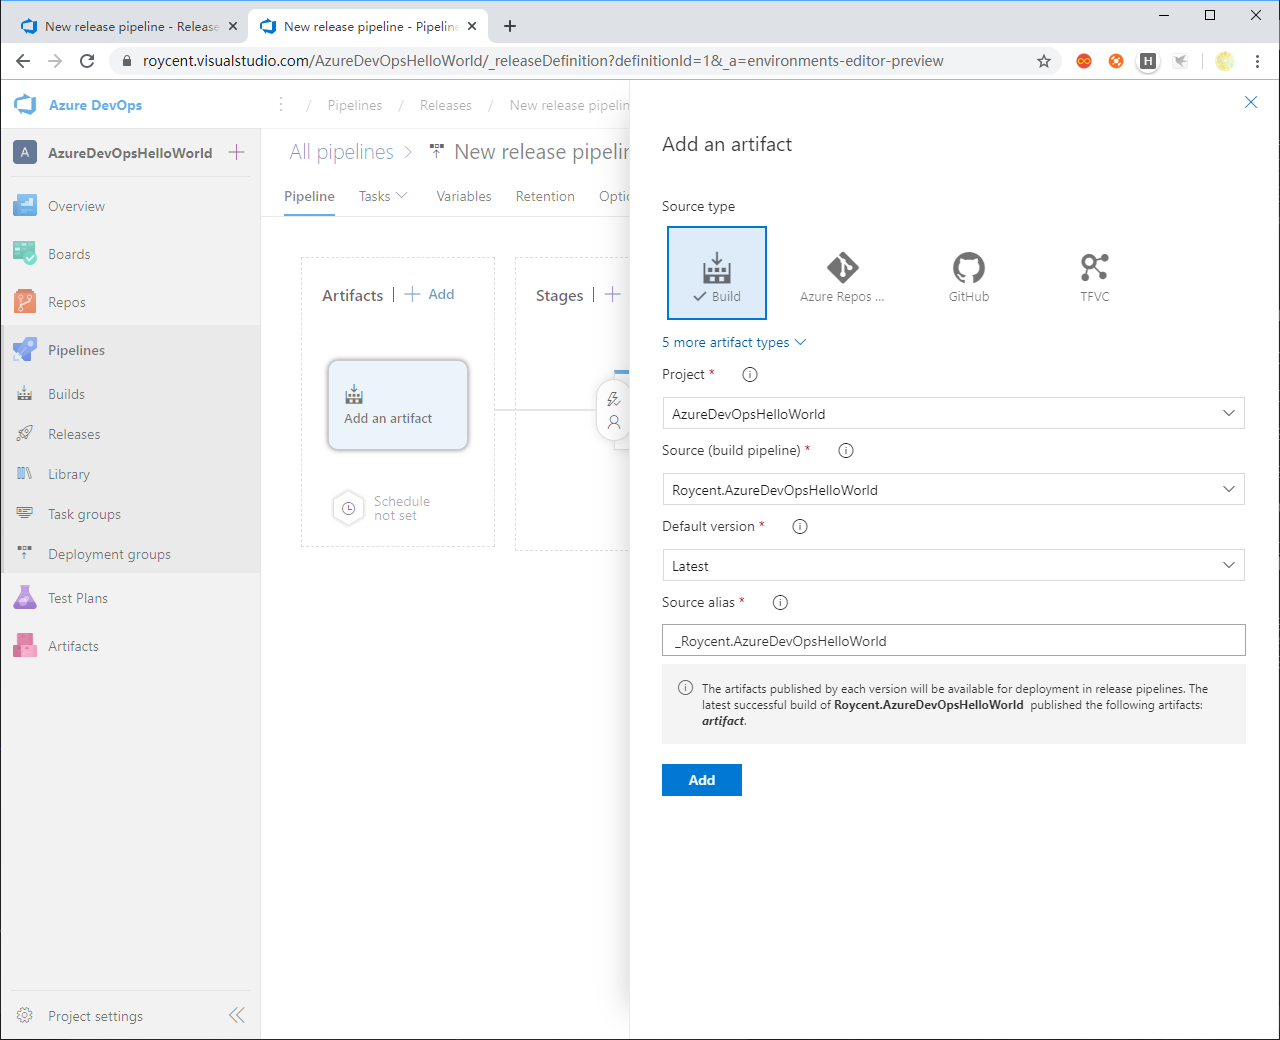 New release pipeline - Release
New release pipeline - Pipeline
roycent.visualstudio.com/AzureDevOpsHelloWorld/_releaseDefinition?definitionId=1&_a=environments-editor-preview
H
Azure DevOps
/ Pipelines / Releases / New release pipelin
A AzureDevOpsHelloWorld
Overview
Boards
Repos
Pipelines
Builds
Releases
Library
Task groups
Deployment groups
Test Plans
Artifacts
Project settings
All pipelines > New release pipelin
Pipeline Tasks Variables Retention Optio
Artifacts | + Add
Stages | +
Add an artifact
Schedule
not set
Add an artifact
Source type
Build
Azure Repos ...
GitHub
TFVC
5 more artifact types
Project *
AzureDevOpsHelloWorld
Source (build pipeline) *
Roycent.AzureDevOpsHelloWorld
Default version *
Latest
Source alias *
_Roycent.AzureDevOpsHelloWorld
The artifacts published by each version will be available for deployment in release pipelines. The
latest successful build of Roycent.AzureDevOpsHelloWorld published the following artifacts:
artifact.
Add